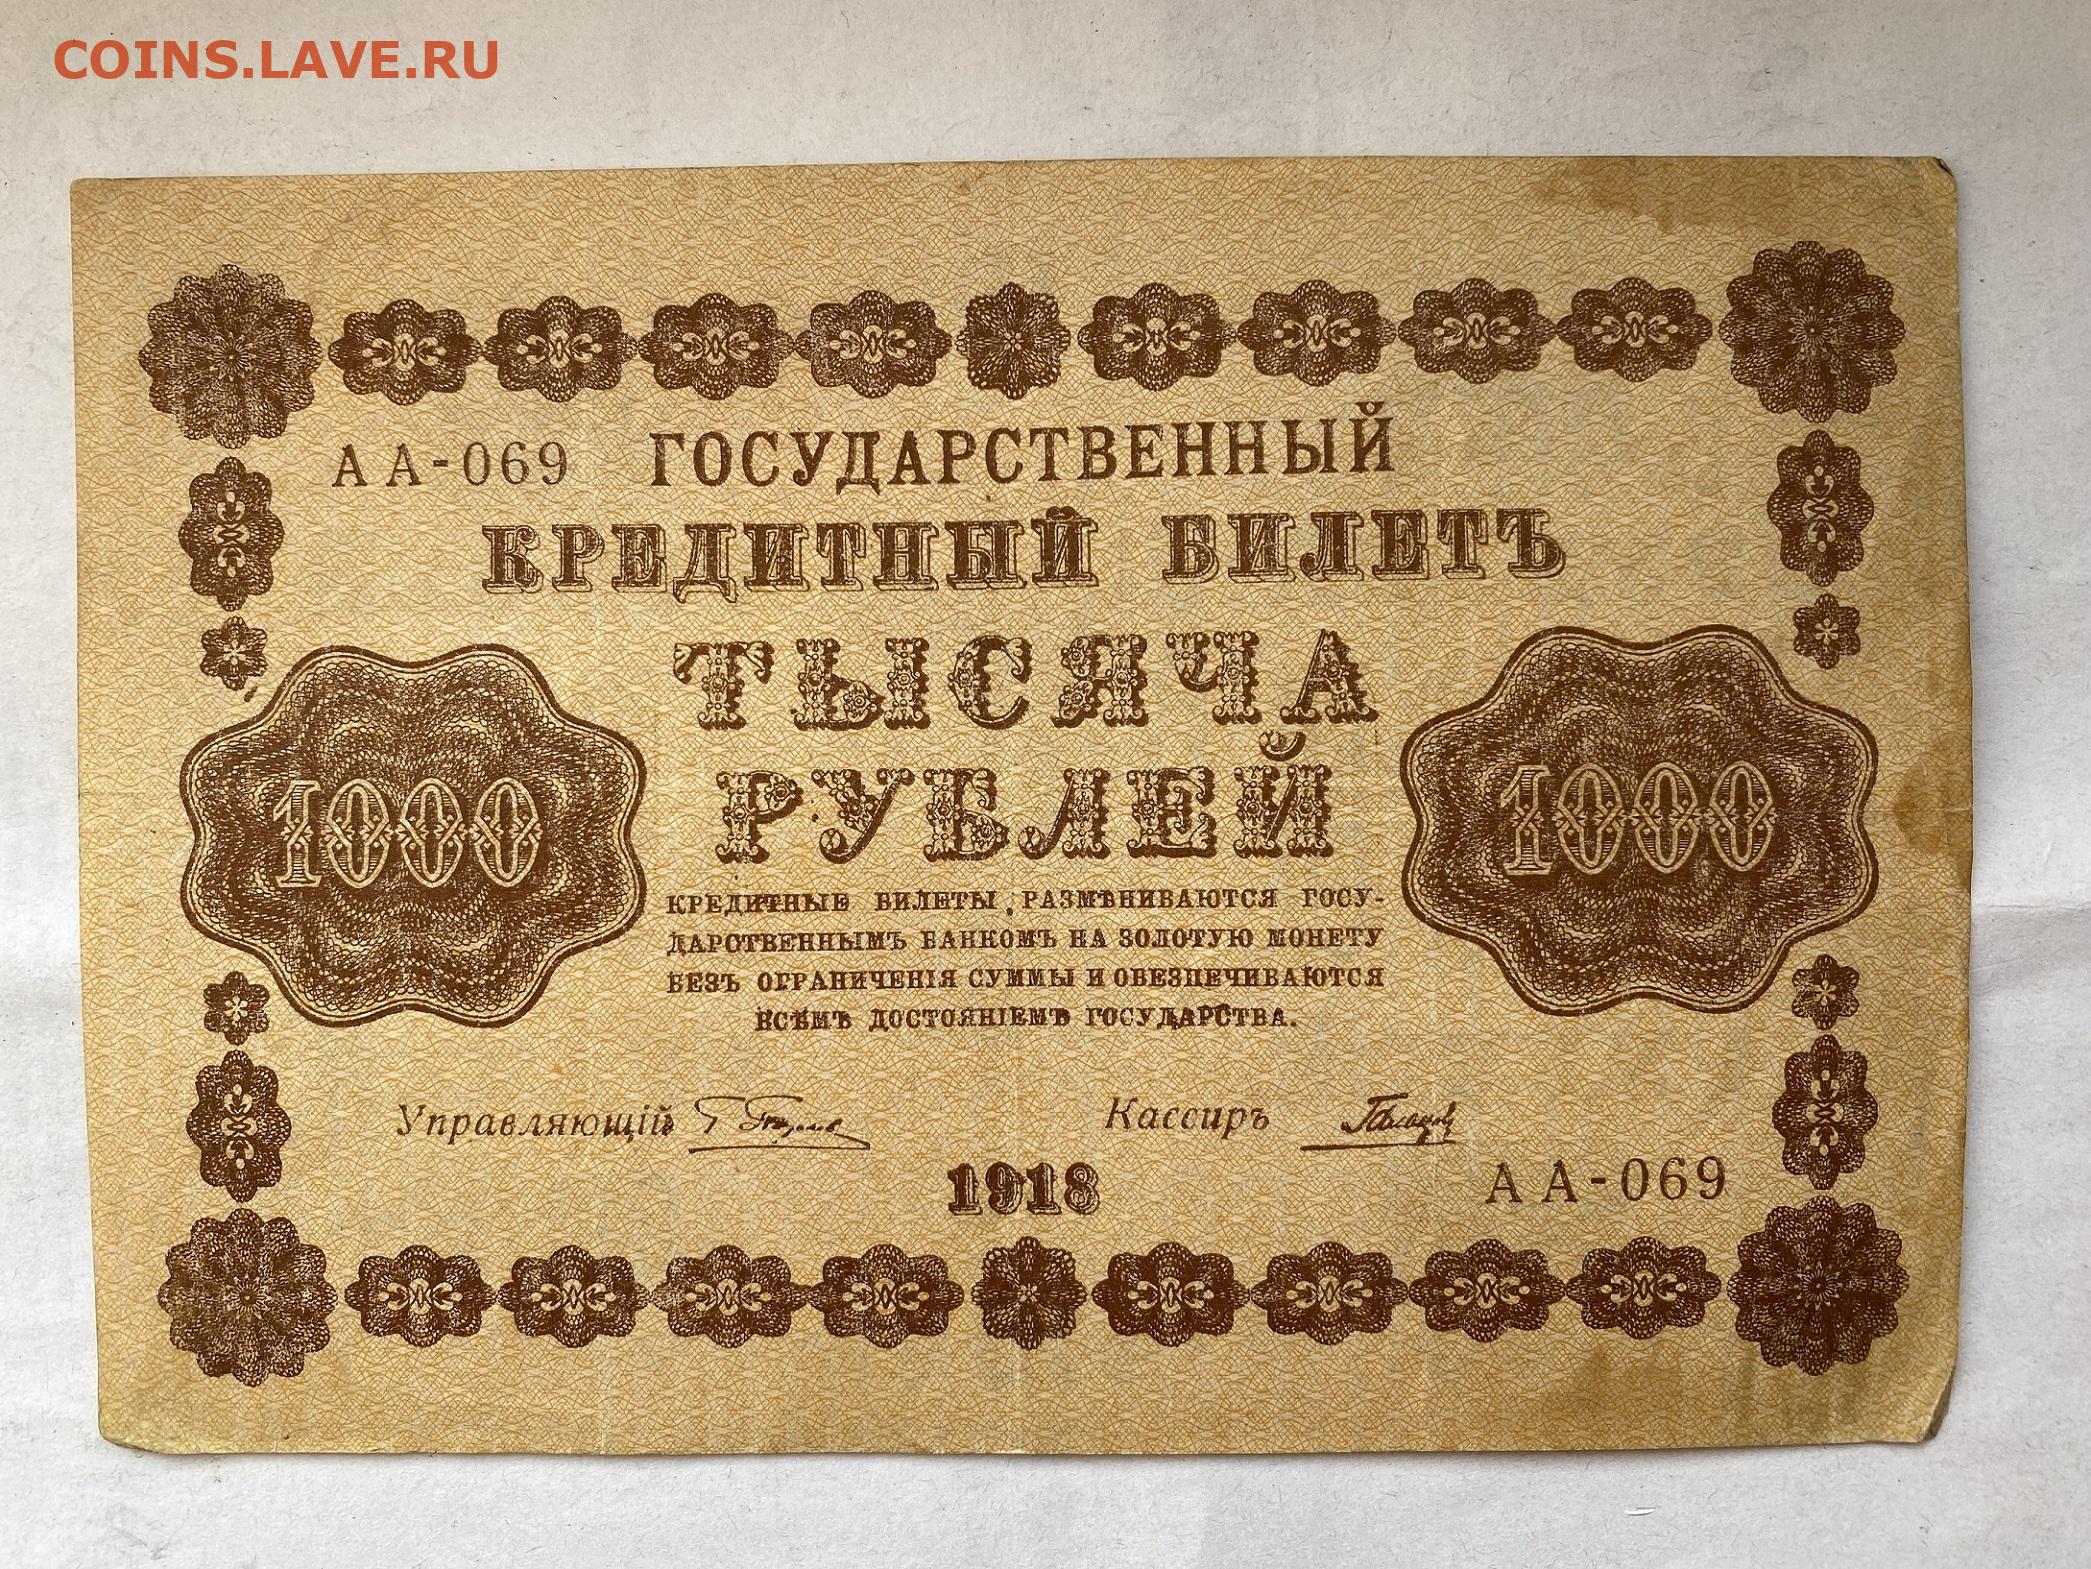 COINS.LAVE.RU
АА-069 ГОСУДАРСТВЕННЫЙ
КРЕДИТНЫЙ БИЛЕТЪ
ТЫСЯЧА
РУБЛЕЙ
1000 1000
КРЕДИТНЫЕ БИЛЕТЫ РАЗМѢНИВАЮТСЯ ГОСУ-
ДАРСТВЕННЫМЪ БАНКОМЪ НА ЗОЛОТУЮ МОНЕТУ
БЕЗЪ ОГРАНИЧЕНІЯ СУММЫ И ОБЕЗПЕЧИВАЮТСЯ
ВСѢМЪ ДОСТОЯНІЕМЪ ГОСУДАРСТВА.
Управляющій Кассиръ
1918 АА-069